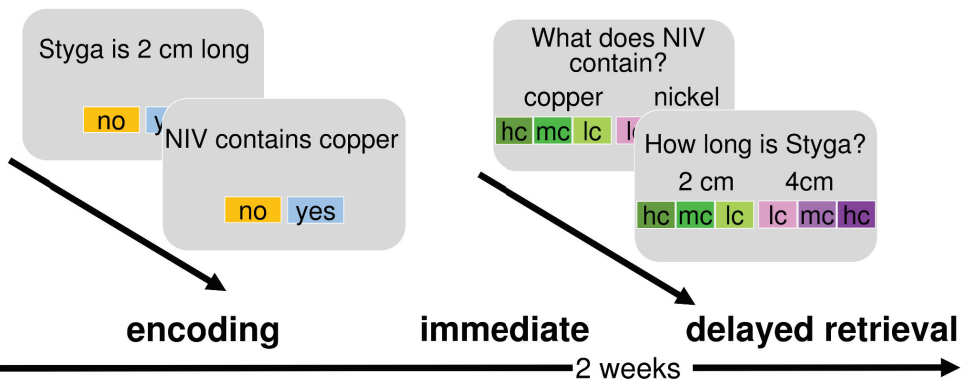 Styga is 2 cm long
no y
NIV contains copper
no yes
What does NIV
contain?
copper nickel
hc mc lc l
How long is Styga?
2 cm 4cm
hc mc lc lc mc hc
encoding immediate delayed retrieval
2 weeks